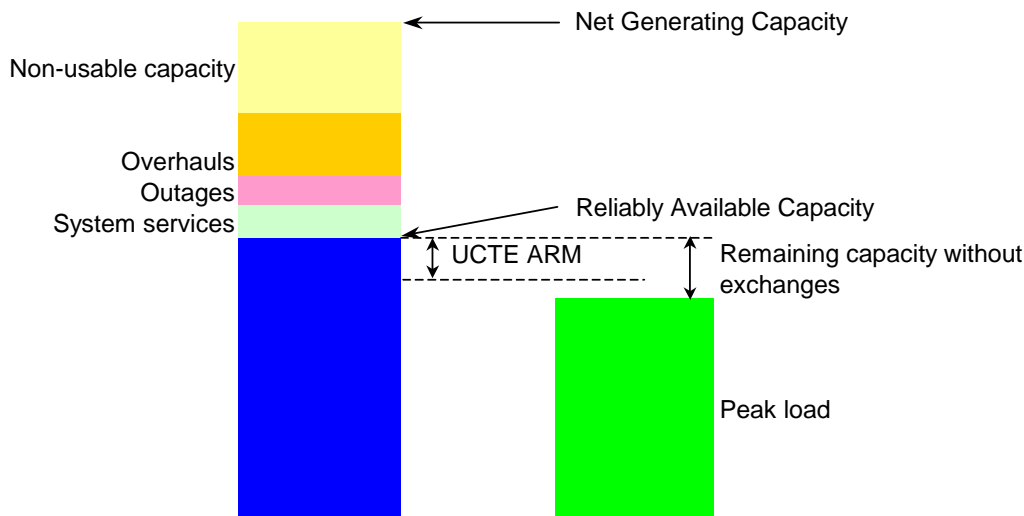 Net Generating Capacity
Non-usable capacity
Overhauls
Outages
System services
Reliably Available Capacity
UCTE ARM
Remaining capacity without
exchanges
Peak load